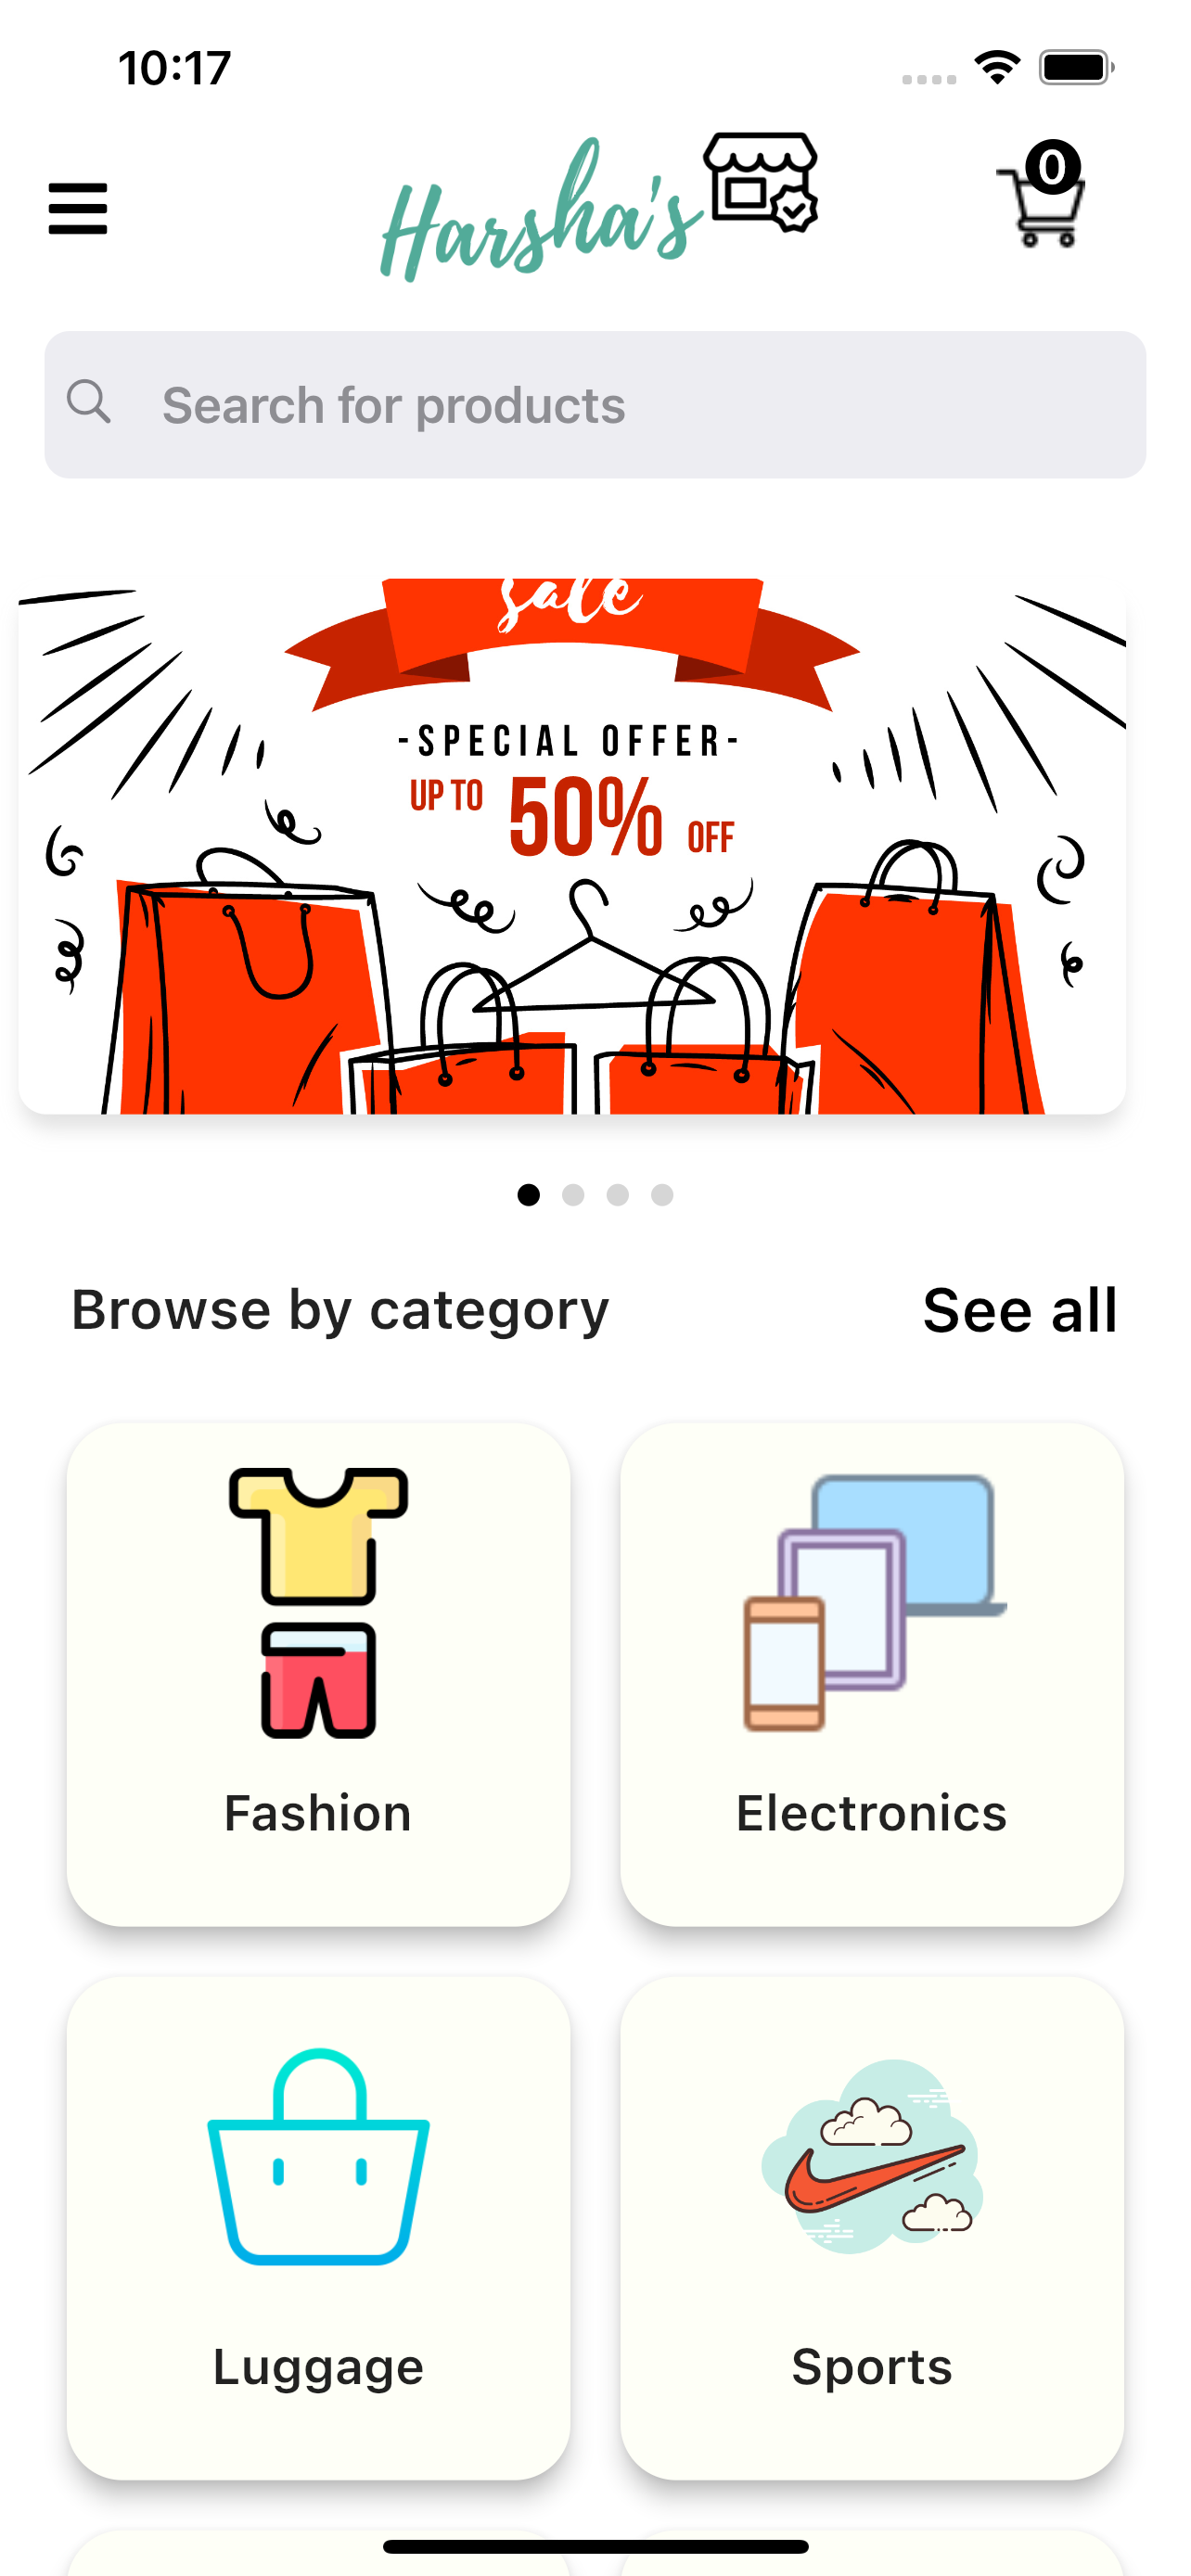 10:17
Harsha's
0
Search for products
sale
-SPECIAL OFFER-
UP TO 50% OFF
Browse by category
See all
Fashion
Electronics
Luggage
Sports